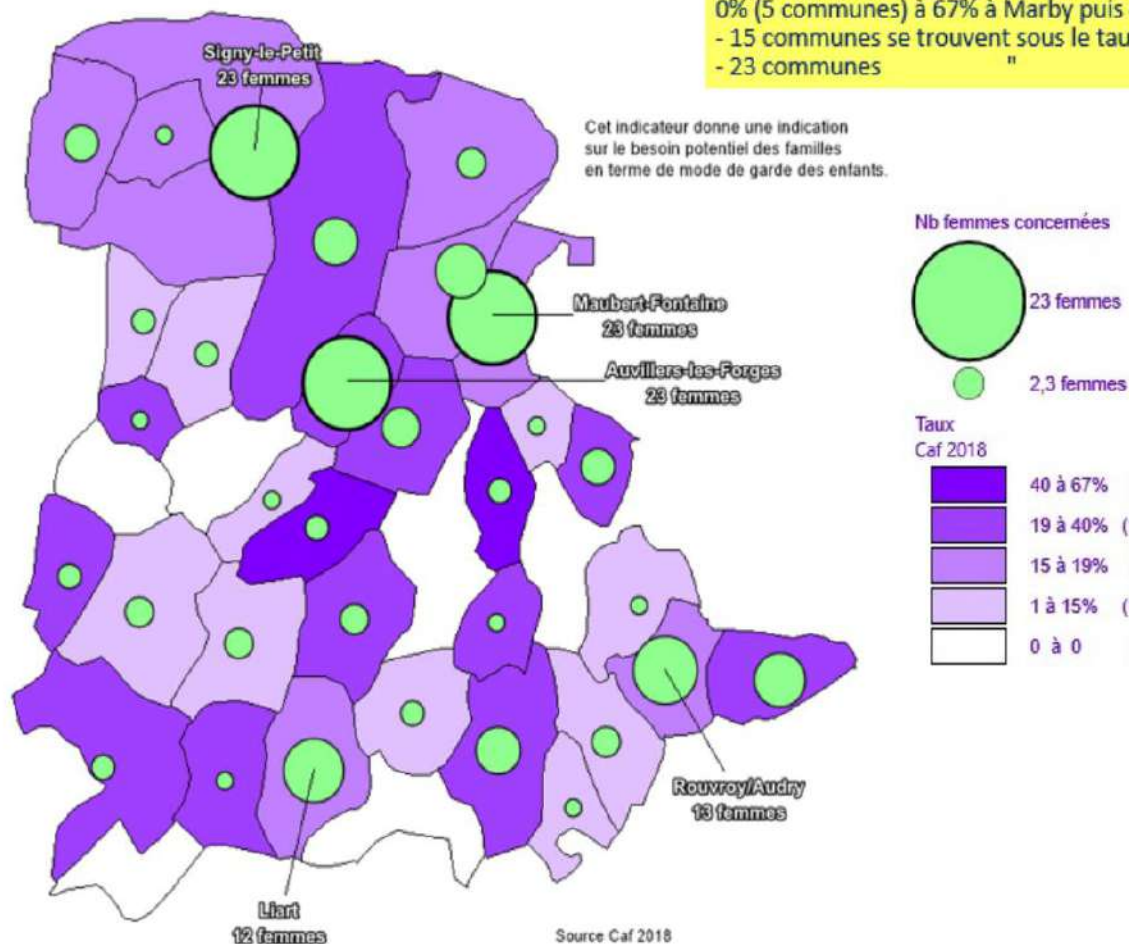 0% (5 communes) à 67% à Marby puis
- 15 communes se trouvent sous le tau
- 23 communes "
Signy-le-Petit
23 femmes
Cet indicateur donne une indication
sur le besoin potentiel des familles
en terme de mode de garde des enfants.
Nb femmes concernées
23 femmes
2,3 femmes
Maubert-Fontaine
23 femmes
Auvillers-les-Forges
23 femmes
Taux
Caf 2018
40 à 67%
19 à 40% (
15 à 19%
1 à 15% (
0 à 0
Rouvroy/Audry
13 femmes
Liart
12 femmes
Source Caf 2018